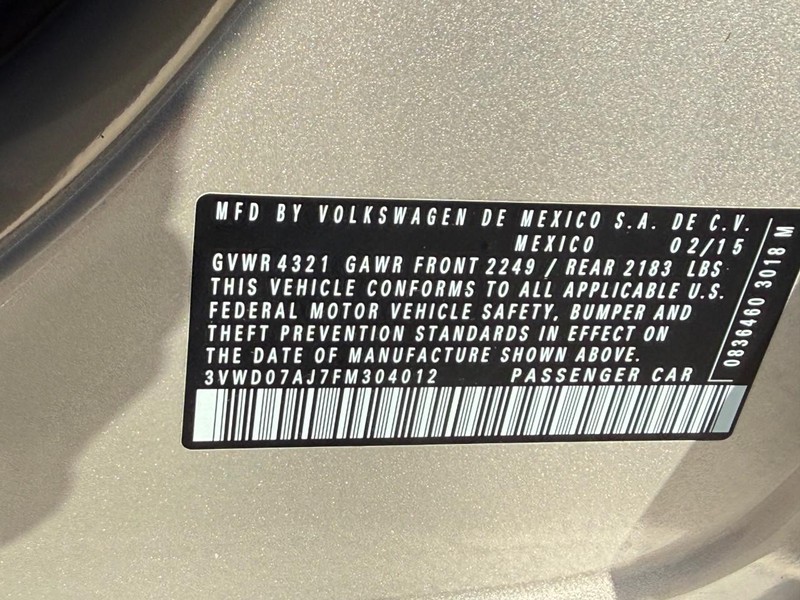 MFD BY VOLKSWAGEN DE MEXICO S.A. DE C.V.
MEXICO 02/15
GVWR 4321 GAWR FRONT 2249 / REAR 2183 LBS
THIS VEHICLE CONFORMS TO ALL APPLICABLE U.S.
FEDERAL MOTOR VEHICLE SAFETY, BUMPER AND
THEFT PREVENTION STANDARDS IN EFFECT ON
THE DATE OF MANUFACTURE SHOWN ABOVE.
3VWD07AJ7FM304012 PASSENGER CAR
0836460 3018 M